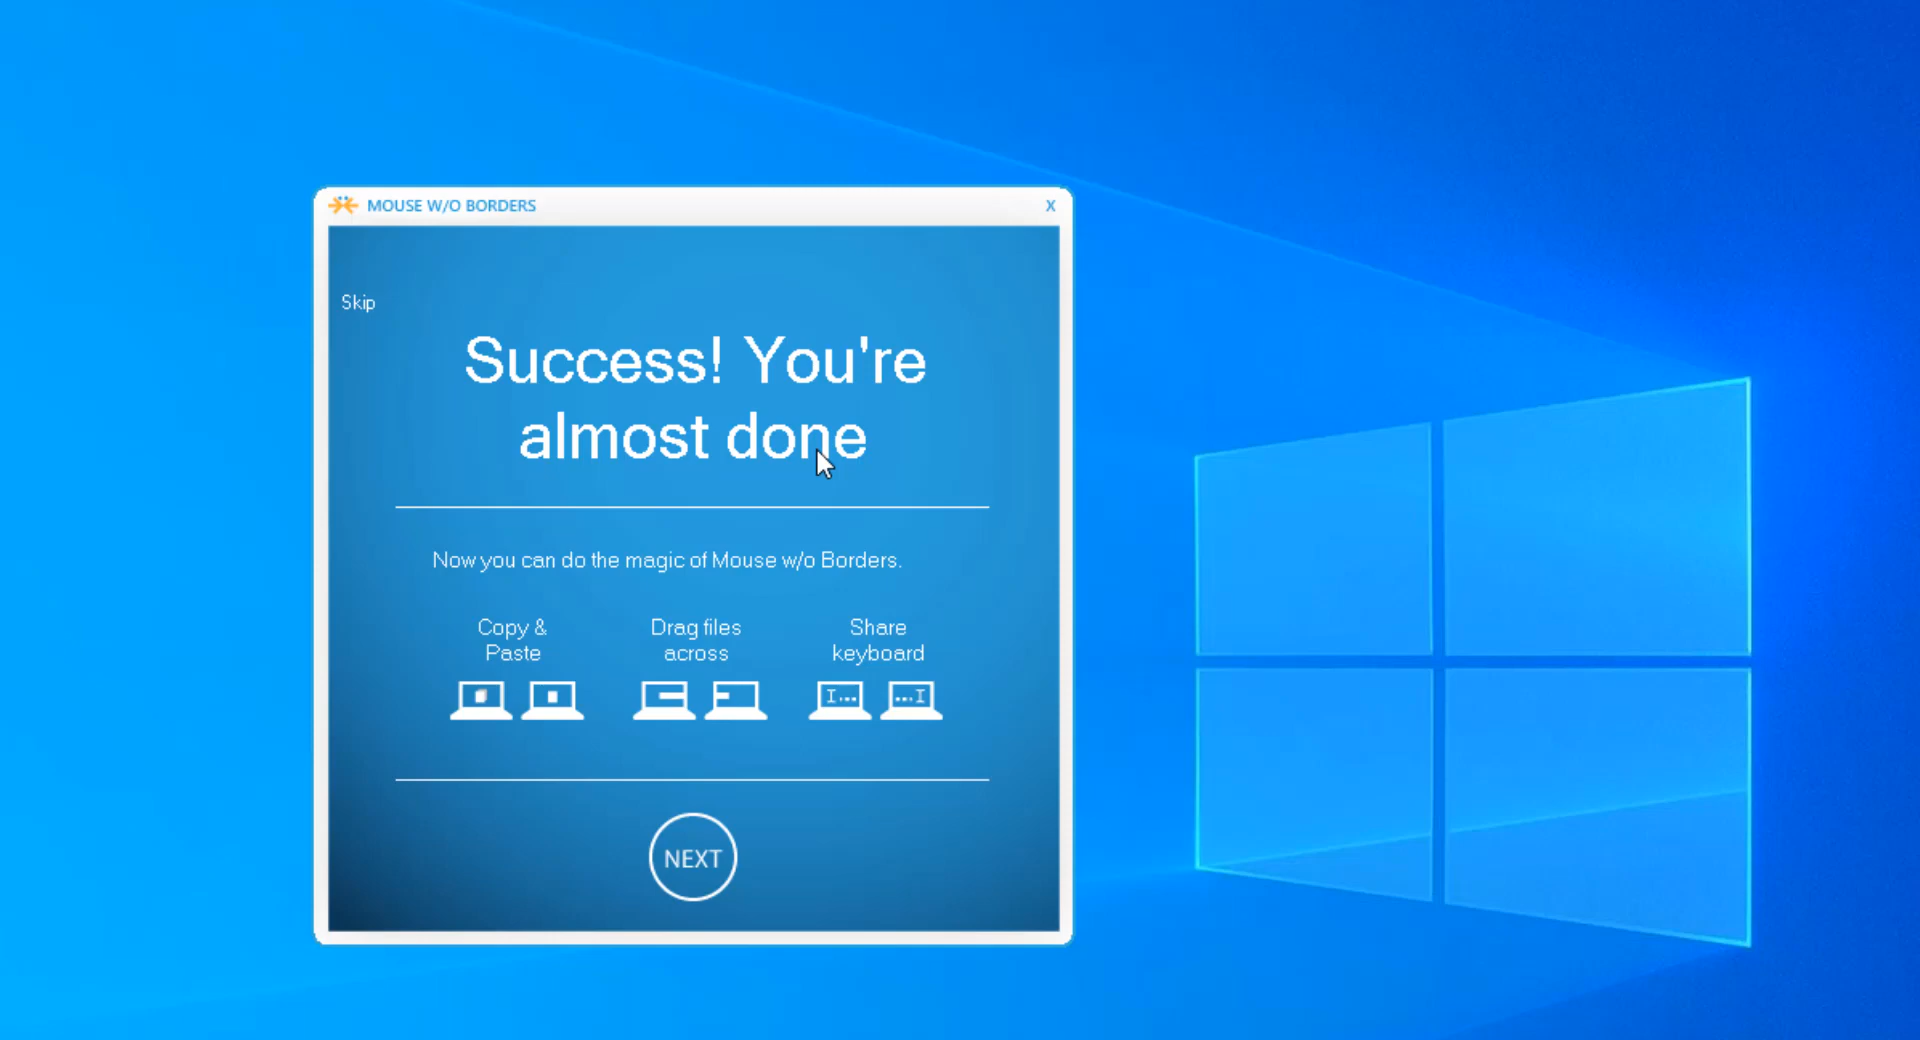 MOUSE W/O BORDERS
X
Skip
Success! You're
almost done
Now you can do the magic of Mouse w/o Borders.
Copy &
Paste
Drag files
across
Share
keyboard
I...
...I
NEXT